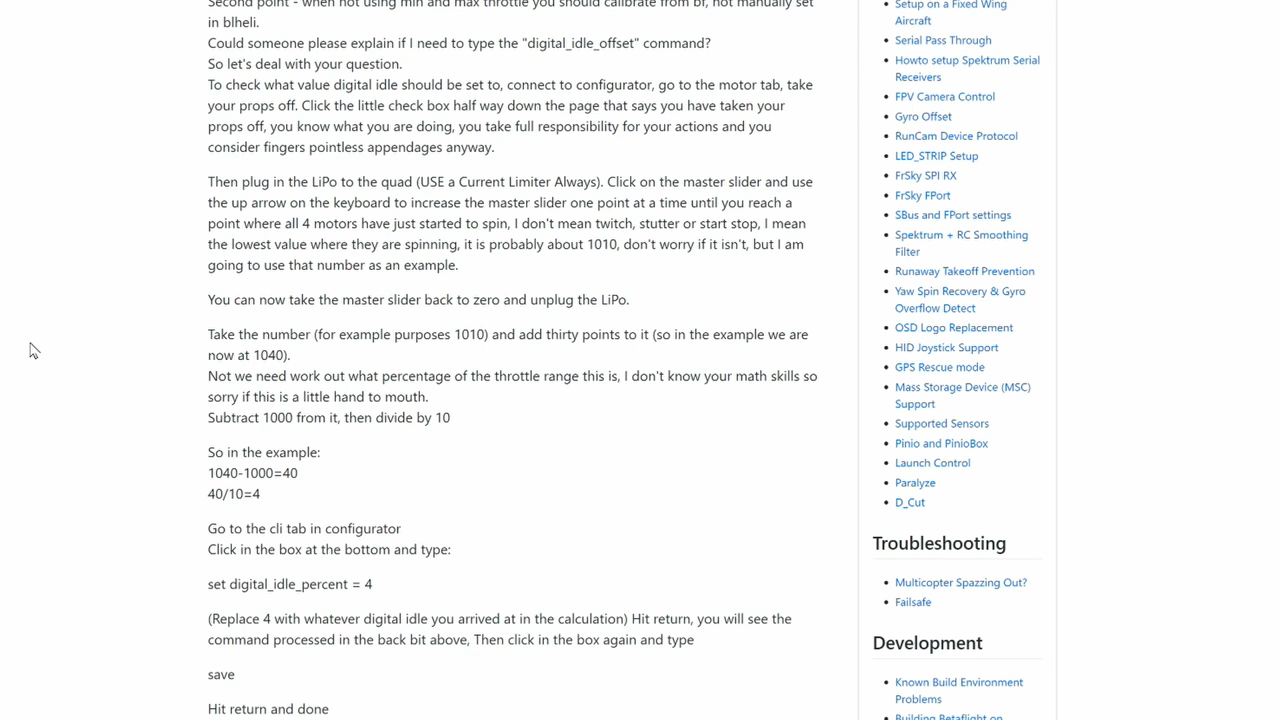 Second point - when not using min and max throttle you should calibrate from bf, not manually set
in blheli.
Could someone please explain if I need to type the "digital_idle_offset" command?
So let's deal with your question.
To check what value digital idle should be set to, connect to configurator, go to the motor tab, take
your props off. Click the little check box half way down the page that says you have taken your
props off, you know what you are doing, you take full responsibility for your actions and you
consider fingers pointless appendages anyway.
Then plug in the LiPo to the quad (USE a Current Limiter Always). Click on the master slider and use
the up arrow on the keyboard to increase the master slider one point at a time until you reach a
point where all 4 motors have just started to spin, I don't mean twitch, stutter or start stop, I mean
the lowest value where they are spinning, it is probably about 1010, don't worry if it isn't, but I am
going to use that number as an example.
You can now take the master slider back to zero and unplug the LiPo.
Take the number (for example purposes 1010) and add thirty points to it (so in the example we are
now at 1040).
Not we need work out what percentage of the throttle range this is, I don't know your math skills so
sorry if this is a little hand to mouth.
Subtract 1000 from it, then divide by 10
So in the example:
1040-1000=40
40/10=4
Go to the cli tab in configurator
Click in the box at the bottom and type:
set digital_idle_percent = 4
(Replace 4 with whatever digital idle you arrived at in the calculation) Hit return, you will see the
command processed in the back bit above, Then click in the box again and type
save
Hit return and done
Setup on a Fixed Wing
Aircraft
Serial Pass Through
Howto setup Spektrum Serial
Receivers
FPV Camera Control
Gyro Offset
RunCam Device Protocol
LED_STRIP Setup
FrSky SPI RX
FrSky FPort
SBus and FPort settings
Spektrum + RC Smoothing
Filter
Runaway Takeoff Prevention
Yaw Spin Recovery & Gyro
Overflow Detect
OSD Logo Replacement
HID Joystick Support
GPS Rescue mode
Mass Storage Device (MSC)
Support
Supported Sensors
Pinio and PinioBox
Launch Control
Paralyze
D_Cut
Troubleshooting
Multicopter Spazzing Out?
Failsafe
Development
Known Build Environment
Problems
Building Betaflight on